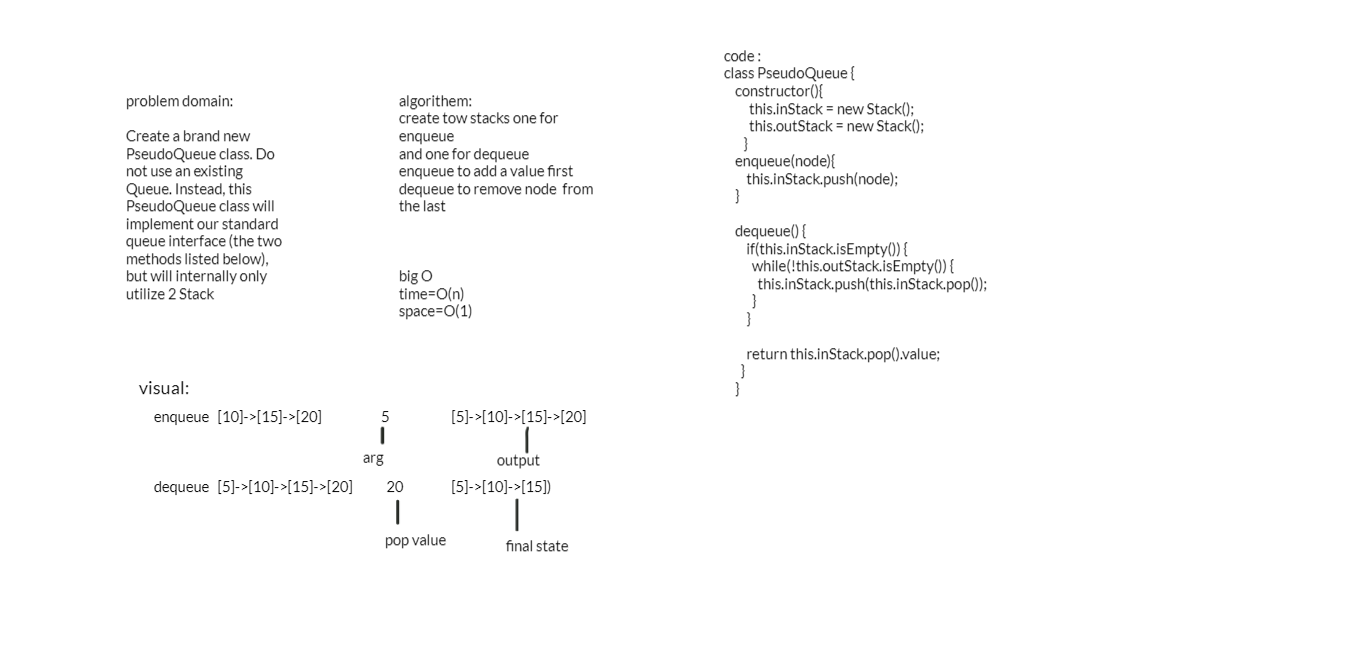 problem domain:
Create a brand new
PseudoQueue class. Do
not use an existing
Queue. Instead, this
PseudoQueue class will
implement our standard
queue interface (the two
methods listed below),
but will internally only
utilize 2 Stack
algorithem:
create tow stacks one for
enqueue
and one for dequeue
enqueue to add a value first
dequeue to remove node from
the last
big O
time=O(n)
space=O(1)
visual:
enqueue [10]->[15]->[20] 5 [5]->[10]->[15]->[20]
arg output
dequeue [5]->[10]->[15]->[20] 20 [5]->[10]->[15])
pop value final state
code :
class PseudoQueue {
constructor(){
this.inStack = new Stack();
this.outStack = new Stack();
}
enqueue(node){
this.inStack.push(node);
}
dequeue() {
if(this.inStack.isEmpty()) {
while(!this.outStack.isEmpty()) {
this.inStack.push(this.inStack.pop());
}
}
return this.inStack.pop().value;
}
}